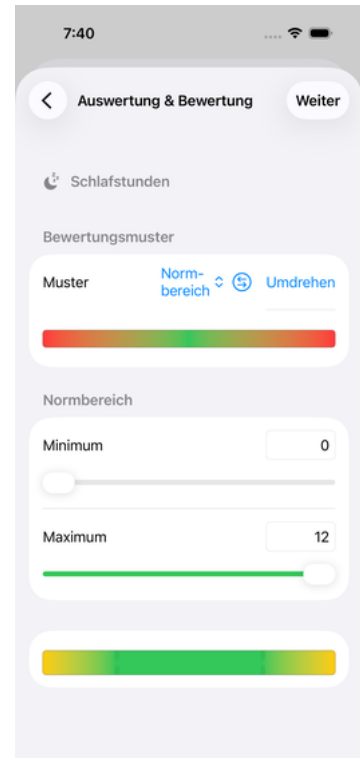 7:40
Auswertung & Bewertung
Weiter
Schlafstunden
Bewertungsmuster
Muster
Norm-
bereich
Umdrehen
Normbereich
Minimum
0
Maximum
12